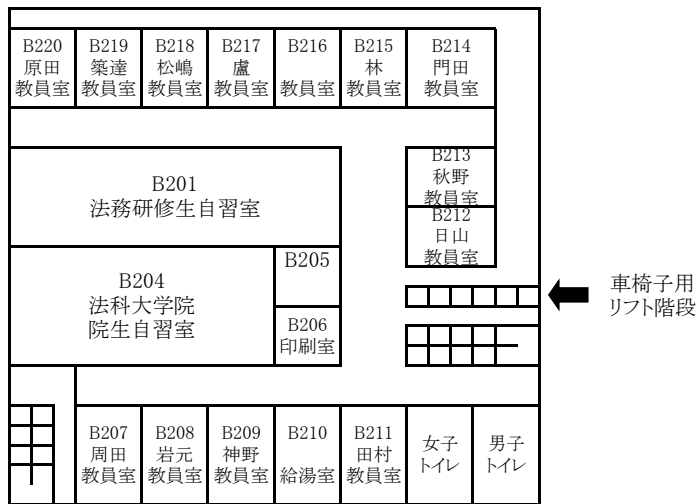 B220
原田
教員室
B219
築達
教員室
B218
松嶋
教員室
B217
盧
教員室
B216
教員室
B215
林
教員室
B214
門田
教員室
B201
法務研修生自習室
B213
秋野
教員室
B212
日山
教員室
B204
法科大学院
院生自習室
B205
B206
印刷室
車椅子用
リフト階段
B207
周田
教員室
B208
岩元
教員室
B209
神野
教員室
B210
給湯室
B211
田村
教員室
女子
トイレ
男子
トイレ